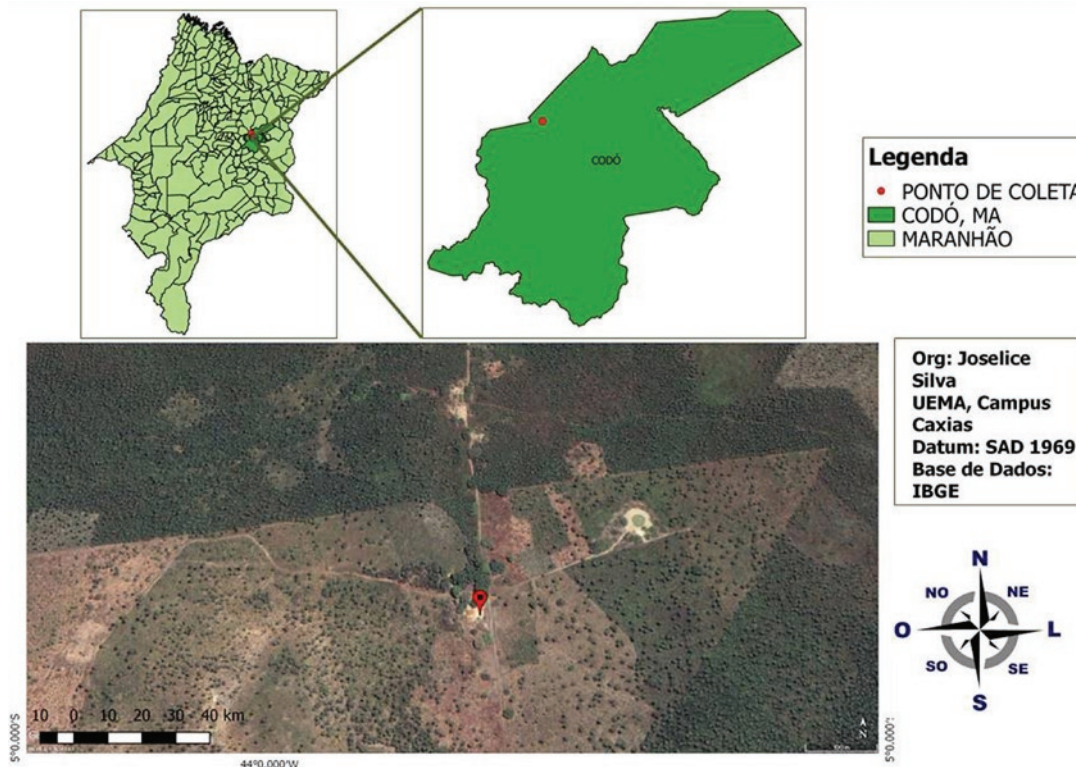 CODÓ
Legenda
PONTO DE COLETA
CODÓ, MA
MARANHÃO
Org: Joselice
Silva
UEMA, Campus
Caxias
Datum: SAD 1969
Base de Dados:
IBGE
N
NO
NE
O
L
SO
SE
S
10 0 10 20 30 40 km
N
5°0.000'S
5°0.000'
44°0.000'W